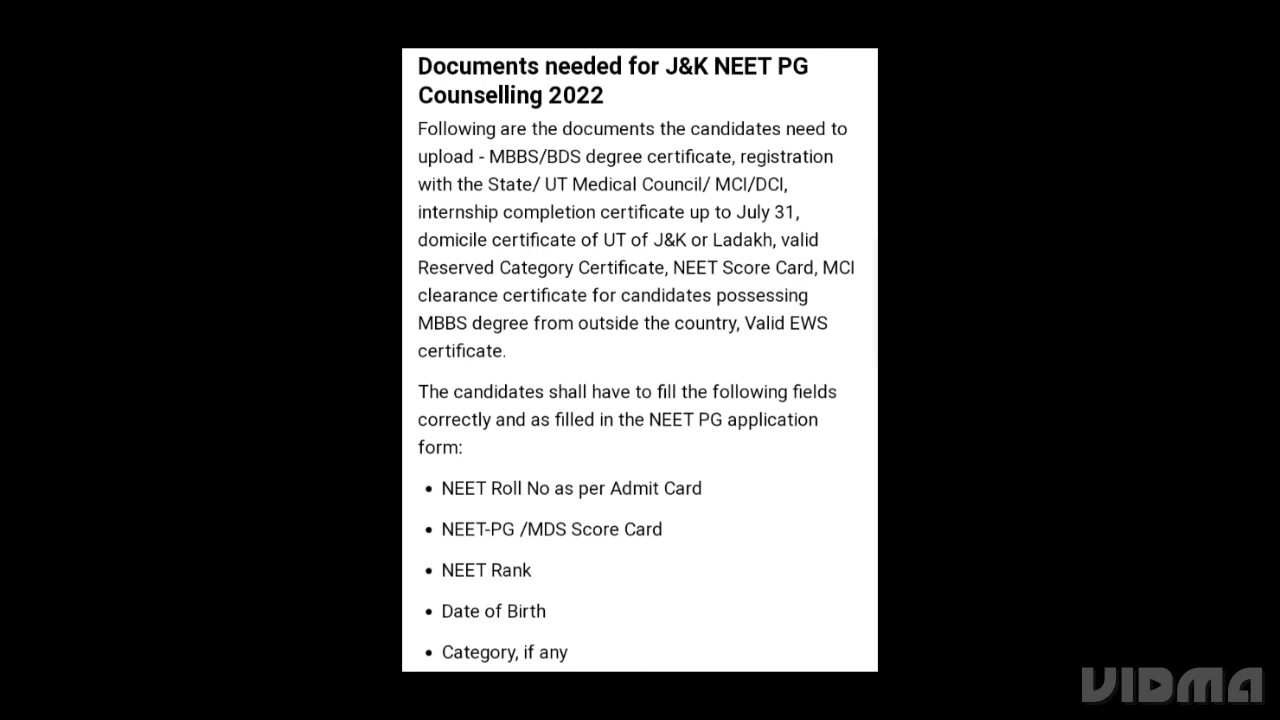 Documents needed for J&K NEET PG
Counselling 2022
Following are the documents the candidates need to
upload - MBBS/BDS degree certificate, registration
with the State/ UT Medical Council/ MCI/DCI,
internship completion certificate up to July 31,
domicile certificate of UT of J&K or Ladakh, valid
Reserved Category Certificate, NEET Score Card, MCI
clearance certificate for candidates possessing
MBBS degree from outside the country, Valid EWS
certificate.
The candidates shall have to fill the following fields
correctly and as filled in the NEET PG application
form:
• NEET Roll No as per Admit Card
• NEET-PG /MDS Score Card
• NEET Rank
• Date of Birth
• Category, if any
VIDMA